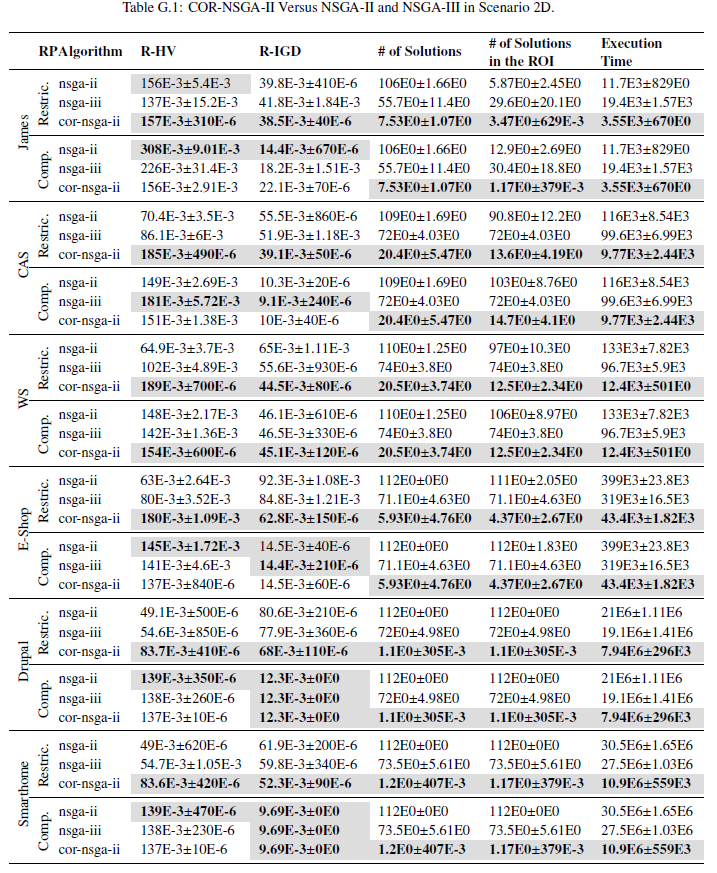 Table G.1: COR-NSGA-II Versus NSGA-II and NSGA-III in Scenario 2D.
RP Algorithm R-HV R-IGD # of Solutions # of Solutions in the ROI Execution Time
James
Restric.
nsga-ii 156E-3±5.4E-3 39.8E-3±410E-6 106E0±1.66E0 5.87E0±2.45E0 11.7E3±829E0
nsga-iii 137E-3±15.2E-3 41.8E-3±1.84E-3 55.7E0±11.4E0 29.6E0±20.1E0 19.4E3±1.57E3
cor-nsga-ii 157E-3±310E-6 38.5E-3±40E-6 7.53E0±1.07E0 3.47E0±629E-3 3.55E3±670E0
Comp.
nsga-ii 308E-3±9.01E-3 14.4E-3±670E-6 106E0±1.66E0 12.9E0±2.69E0 11.7E3±829E0
nsga-iii 226E-3±31.4E-3 18.2E-3±1.51E-3 55.7E0±11.4E0 30.4E0±18.8E0 19.4E3±1.57E3
cor-nsga-ii 156E-3±2.91E-3 22.1E-3±70E-6 7.53E0±1.07E0 1.17E0±379E-3 3.55E3±670E0
CAS
Restric.
nsga-ii 70.4E-3±3.5E-3 55.5E-3±860E-6 109E0±1.69E0 90.8E0±12.2E0 116E3±8.54E3
nsga-iii 86.1E-3±6E-3 51.9E-3±1.18E-3 72E0±4.03E0 72E0±4.03E0 99.6E3±6.99E3
cor-nsga-ii 185E-3±490E-6 39.1E-3±50E-6 20.4E0±5.47E0 13.6E0±4.19E0 9.77E3±2.44E3
Comp.
nsga-ii 149E-3±2.69E-3 10.3E-3±20E-6 109E0±1.69E0 103E0±8.76E0 116E3±8.54E3
nsga-iii 181E-3±5.72E-3 9.1E-3±240E-6 72E0±4.03E0 72E0±4.03E0 99.6E3±6.99E3
cor-nsga-ii 151E-3±1.38E-3 10E-3±40E-6 20.4E0±5.47E0 14.7E0±4.1E0 9.77E3±2.44E3
WS
Restric.
nsga-ii 64.9E-3±3.7E-3 65E-3±1.11E-3 110E0±1.25E0 97E0±10.3E0 133E3±7.82E3
nsga-iii 102E-3±4.89E-3 55.6E-3±930E-6 74E0±3.8E0 74E0±3.8E0 96.7E3±5.9E3
cor-nsga-ii 189E-3±700E-6 44.5E-3±80E-6 20.5E0±3.74E0 12.5E0±2.34E0 12.4E3±501E0
Comp.
nsga-ii 148E-3±2.17E-3 46.1E-3±610E-6 110E0±1.25E0 106E0±8.97E0 133E3±7.82E3
nsga-iii 142E-3±1.36E-3 46.5E-3±330E-6 74E0±3.8E0 74E0±3.8E0 96.7E3±5.9E3
cor-nsga-ii 154E-3±600E-6 45.1E-3±120E-6 20.5E0±3.74E0 12.5E0±2.34E0 12.4E3±501E0
E-Shop
Restric.
nsga-ii 63E-3±2.64E-3 92.3E-3±1.08E-3 112E0±0E0 111E0±2.05E0 399E3±23.8E3
nsga-iii 80E-3±3.52E-3 84.8E-3±1.21E-3 71.1E0±4.63E0 71.1E0±4.63E0 319E3±16.5E3
cor-nsga-ii 180E-3±1.09E-3 62.8E-3±150E-6 5.93E0±4.76E0 4.37E0±2.67E0 43.4E3±1.82E3
Comp.
nsga-ii 145E-3±1.72E-3 14.5E-3±40E-6 112E0±0E0 112E0±1.83E0 399E3±23.8E3
nsga-iii 141E-3±4.6E-3 14.4E-3±210E-6 71.1E0±4.63E0 71.1E0±4.63E0 319E3±16.5E3
cor-nsga-ii 137E-3±840E-6 14.5E-3±60E-6 5.93E0±4.76E0 4.37E0±2.67E0 43.4E3±1.82E3
Drupal
Restric.
nsga-ii 49.1E-3±500E-6 80.6E-3±210E-6 112E0±0E0 112E0±0E0 21E6±1.11E6
nsga-iii 54.6E-3±850E-6 77.9E-3±360E-6 72E0±4.98E0 72E0±4.98E0 19.1E6±1.41E6
cor-nsga-ii 83.7E-3±410E-6 68E-3±110E-6 1.1E0±305E-3 1.1E0±305E-3 7.94E6±296E3
Comp.
nsga-ii 139E-3±350E-6 12.3E-3±0E0 112E0±0E0 112E0±0E0 21E6±1.11E6
nsga-iii 138E-3±260E-6 12.3E-3±0E0 72E0±4.98E0 72E0±4.98E0 19.1E6±1.41E6
cor-nsga-ii 137E-3±10E-6 12.3E-3±0E0 1.1E0±305E-3 1.1E0±305E-3 7.94E6±296E3
Smarthome
Restric.
nsga-ii 49E-3±620E-6 61.9E-3±200E-6 112E0±0E0 112E0±0E0 30.5E6±1.65E6
nsga-iii 54.7E-3±1.05E-3 59.8E-3±340E-6 73.5E0±5.61E0 73.5E0±5.61E0 27.5E6±1.03E6
cor-nsga-ii 83.6E-3±420E-6 52.3E-3±90E-6 1.2E0±407E-3 1.17E0±379E-3 10.9E6±559E3
Comp.
nsga-ii 139E-3±470E-6 9.69E-3±0E0 112E0±0E0 112E0±0E0 30.5E6±1.65E6
nsga-iii 138E-3±230E-6 9.69E-3±0E0 73.5E0±5.61E0 73.5E0±5.61E0 27.5E6±1.03E6
cor-nsga-ii 137E-3±10E-6 9.69E-3±0E0 1.2E0±407E-3 1.17E0±379E-3 10.9E6±559E3